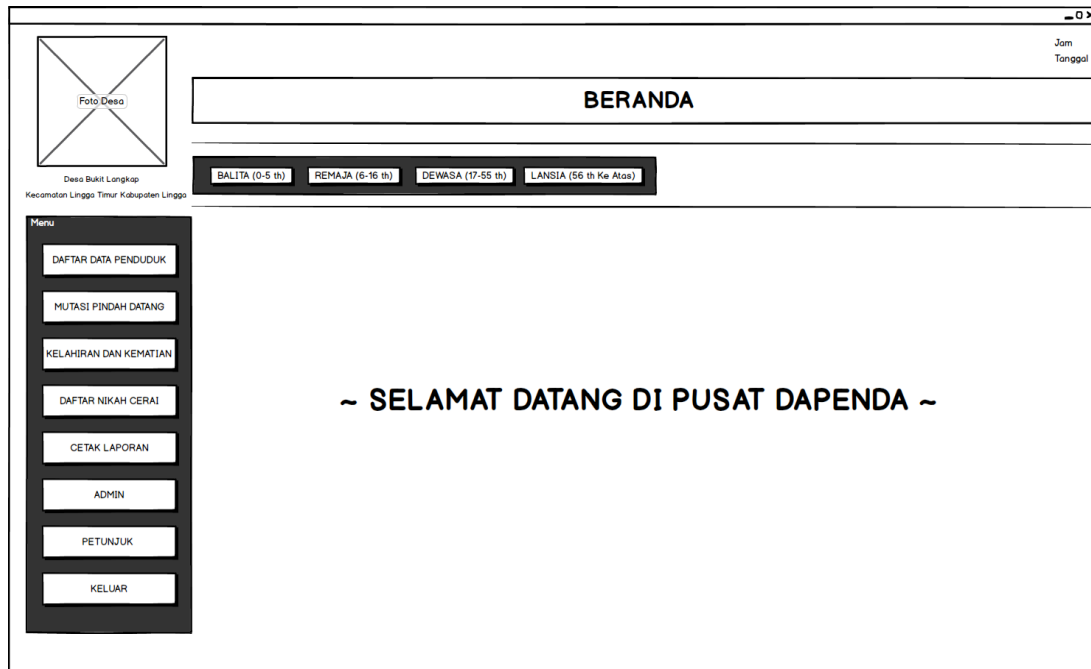 Jam
Tanggal
Foto Desa
BERANDA
Desa Bukit Langkap
Kecamatan Lingga Timur Kabupaten Lingga
BALITA (0-5 th)
REMAJA (6-16 th)
DEWASA (17-55 th)
LANSIA (56 th Ke Atas)
Menu
DAFTAR DATA PENDUDUK
MUTASI PINDAH DATANG
KELAHIRAN DAN KEMATIAN
DAFTAR NIKAH CERAI
CETAK LAPORAN
ADMIN
PETUNJUK
KELUAR
~ SELAMAT DATANG DI PUSAT DAPENDA ~